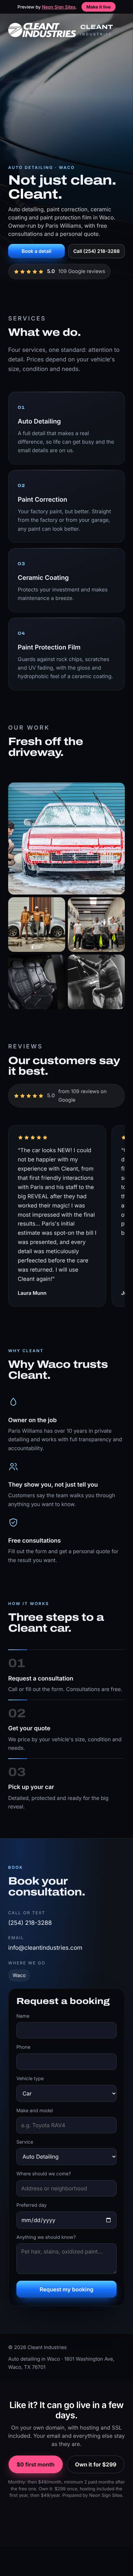 Preview by Neon Sign Sites. Make it live
CLEANT INDUSTRIES
CLEANT
INDUSTRIES
AUTO DETAILING · WACO
Not just clean.
Cleant.
Auto detailing, paint correction, ceramic
coating and paint protection film in Waco.
Owner-run by Paris Williams, with free
consultations and a personal quote.
Book a detail
Call (254) 218-3288
★★★★★ 5.0 109 Google reviews
SERVICES
What we do.
Four services, one standard: attention to
detail. Prices depend on your vehicle's
size, condition and needs.
01
Auto Detailing
A full detail that makes a real
difference, so life can get busy and the
small details are on us.
02
Paint Correction
Your factory paint, but better. Straight
from the factory or from your garage,
any paint can look better.
03
Ceramic Coating
Protects your investment and makes
maintenance a breeze.
04
Paint Protection Film
Guards against rock chips, scratches
and UV fading, with the gloss and
hydrophobic feel of a ceramic coating.
OUR WORK
Fresh off the
driveway.
REVIEWS
Our customers say
it best.
★★★★★ 5.0 from 109 reviews on
Google
★★★★★
"The car looks NEW! I could
not be happier with my
experience with Cleant, from
that first friendly interactions
with Paris and his staff to the
big REVEAL after they had
worked their magic! I was
most impressed with the final
results... Paris's initial
estimate was spot-on the bill I
was presented, and every
detail was meticulously
perfected before the care
was returned. I will use
Cleant again!"
Laura Munn
WHY CLEANT
Why Waco trusts
Cleant.
Owner on the job
Paris Williams has over 10 years in private
detailing and works with full transparency and
accountability.
They show you, not just tell you
Customers say the team walks you through
anything you want to know.
Free consultations
Fill out the form and get a personal quote for
the result you want.
HOW IT WORKS
Three steps to a
Cleant car.
01
Request a consultation
Call or fill out the form. Consultations are free.
02
Get your quote
We price by your vehicle's size, condition and
needs.
03
Pick up your car
Detailed, protected and ready for the big
reveal.
BOOK
Book your
consultation.
CALL OR TEXT
(254) 218-3288
EMAIL
info@cleantindustries.com
WHERE WE GO
Waco
Request a booking
Name
Phone
Vehicle type
Car
Make and model
e.g. Toyota RAV4
Service
Auto Detailing
Where should we come?
Address or neighborhood
Preferred day
mm/dd/yyyy
Anything we should know?
Pet hair, stains, oxidized paint...
Request my booking
© 2026 Cleant Industries
Auto detailing in Waco · 1801 Washington Ave,
Waco, TX 76701
Like it? It can go live in a few
days.
On your own domain, with hosting and SSL
included. Your email and everything else stay
as they are.
$0 first month
Own it for $299
Monthly: then $49/month, minimum 3 paid months after
the free one. Own it: $299 once, hosting included the
first year, then $49/year. Prepared by Neon Sign Sites.